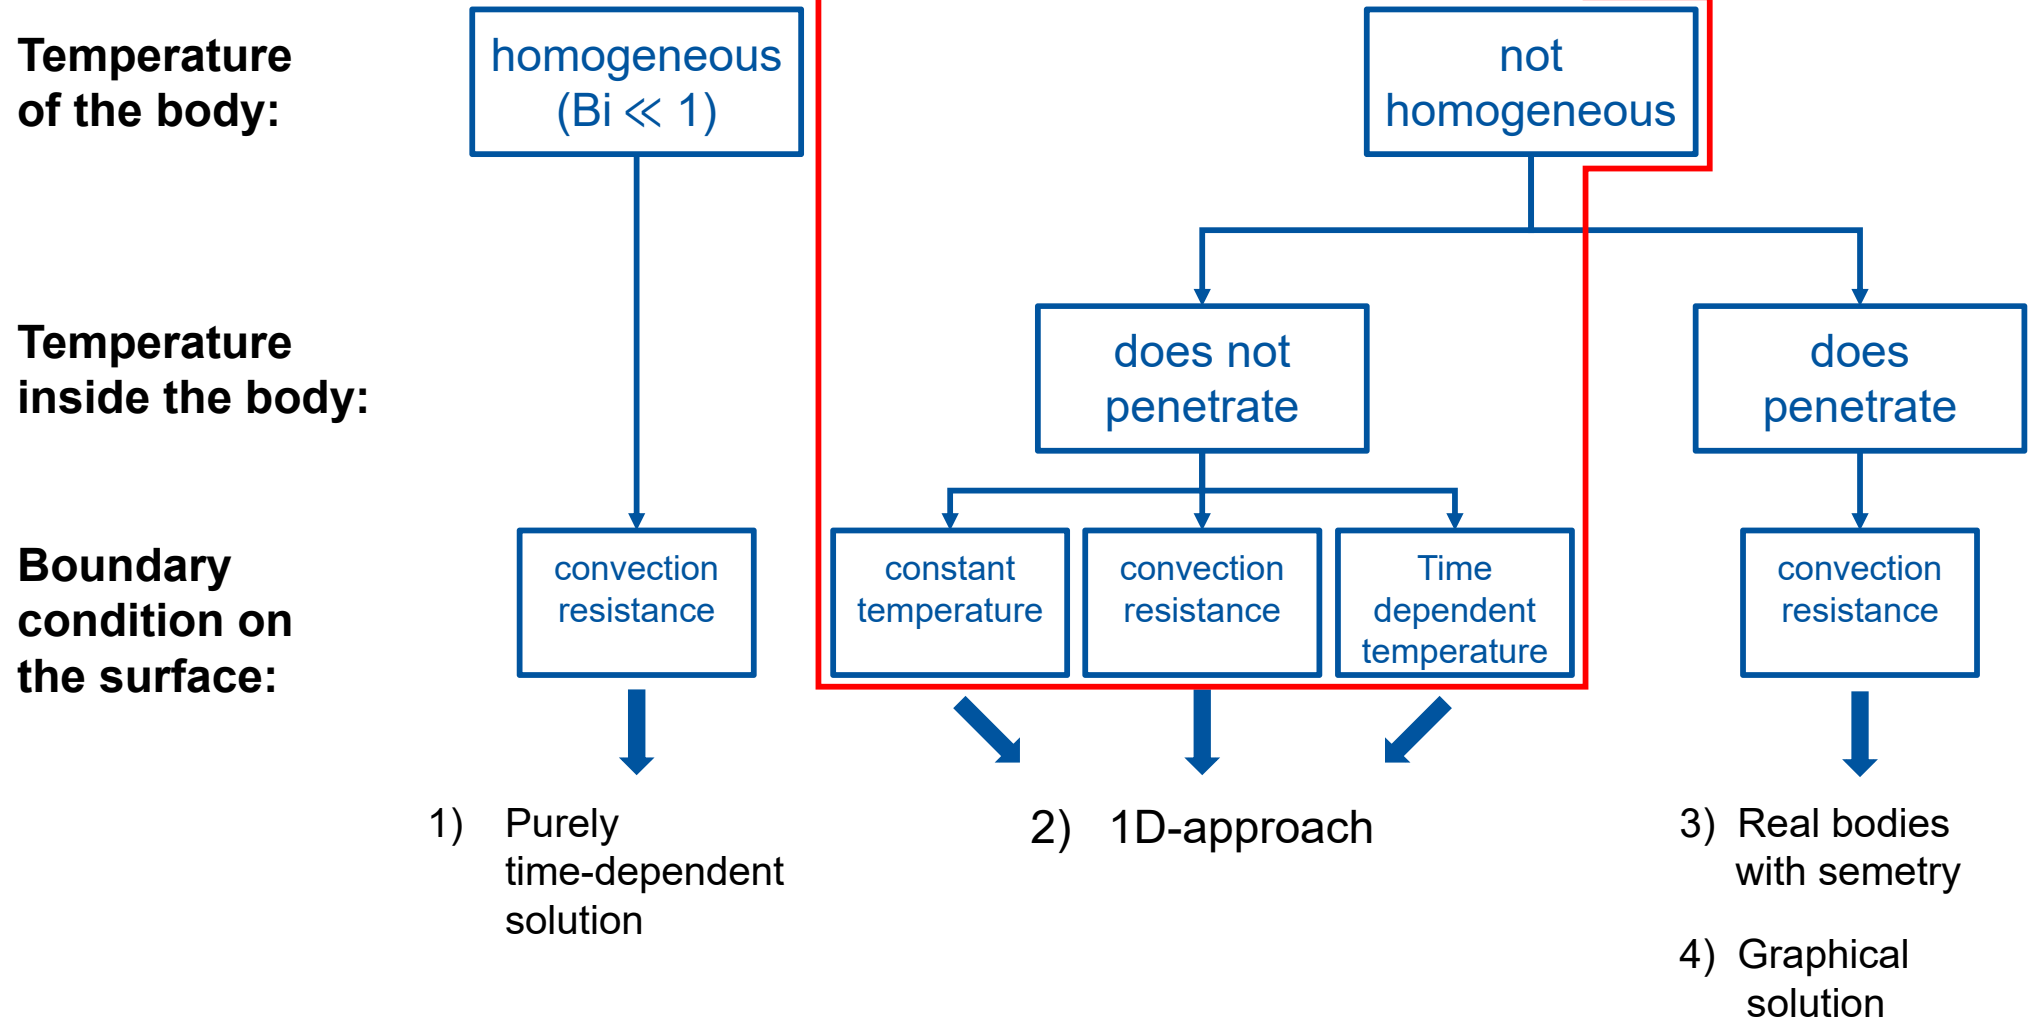 Temperature
of the body:
homogeneous
(Bi ≪ 1)
not
homogeneous
Temperature
inside the body:
does not
penetrate
does
penetrate
Boundary
condition on
the surface:
convection
resistance
constant
temperature
convection
resistance
Time
dependent
temperature
convection
resistance
1) Purely
time-dependent
solution
2) 1D-approach
3) Real bodies
with semetry
4) Graphical
solution